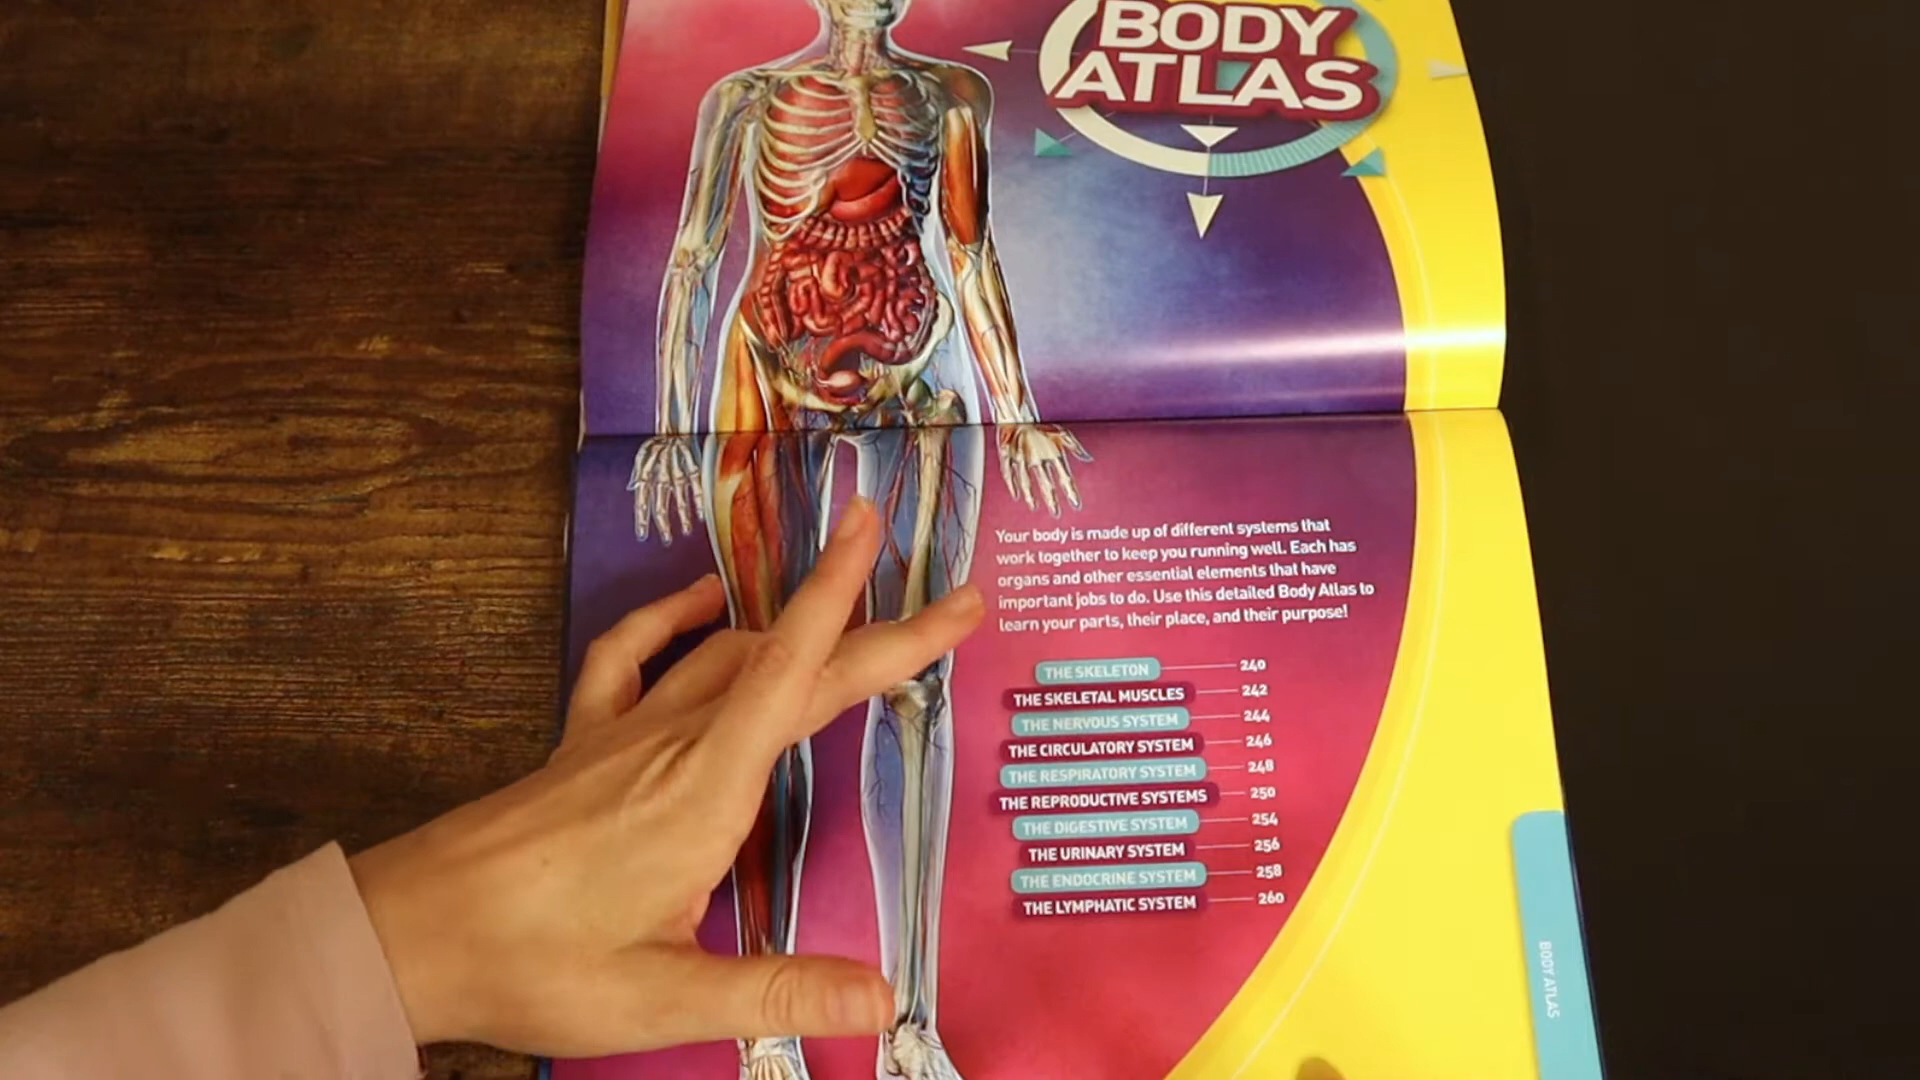 BODY
ATLAS
Your body is made up of different systems that
work together to keep you running well. Each has
organs and other essential elements that have
important jobs to do. Use this detailed Body Atlas to
learn your parts, their place, and their purpose!
THE SKELETON 240
THE SKELETAL MUSCLES 242
THE NERVOUS SYSTEM 244
THE CIRCULATORY SYSTEM 246
THE RESPIRATORY SYSTEM 248
THE REPRODUCTIVE SYSTEMS 250
THE DIGESTIVE SYSTEM 254
THE URINARY SYSTEM 256
THE ENDOCRINE SYSTEM 258
THE LYMPHATIC SYSTEM 260
BODY ATLAS